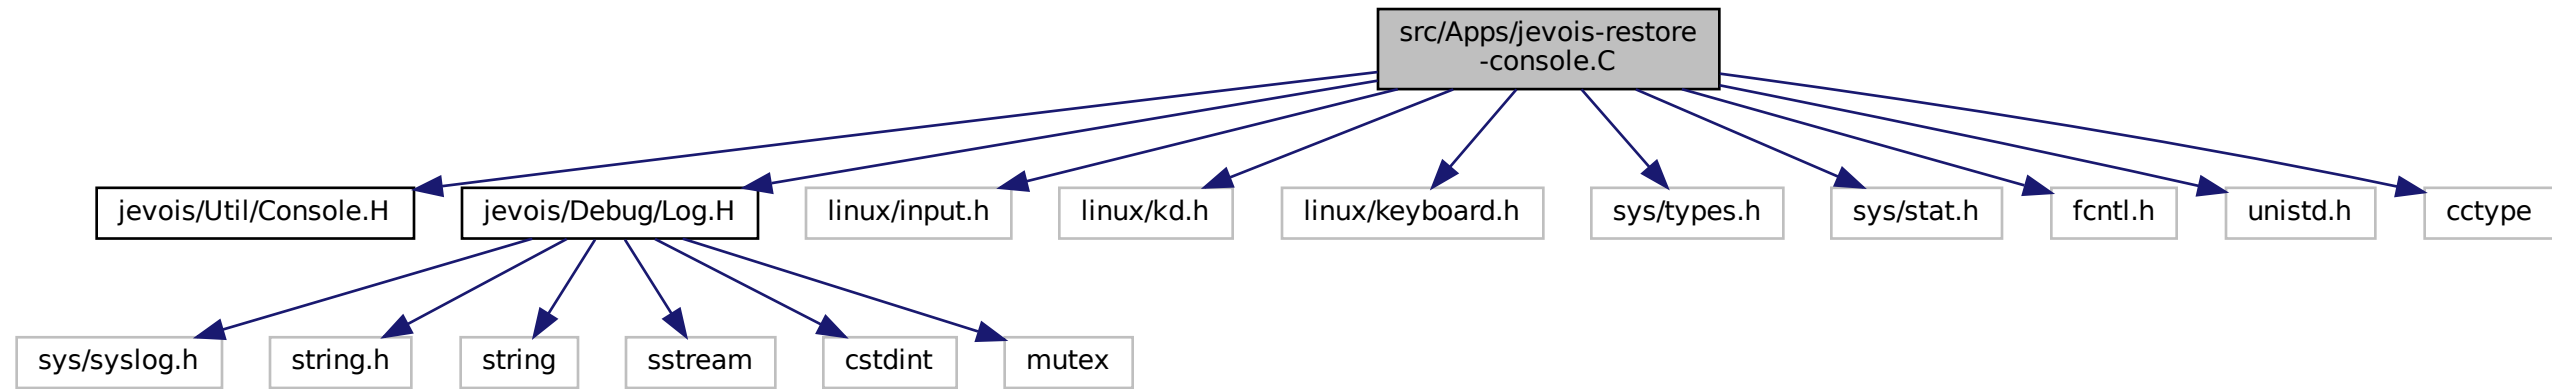 src/Apps/jevois-restore
-console.C
jevois/Util/Console.H
jevois/Debug/Log.H
linux/input.h
linux/kd.h
linux/keyboard.h
sys/types.h
sys/stat.h
fcntl.h
unistd.h
cctype
sys/syslog.h
string.h
string
sstream
cstdint
mutex